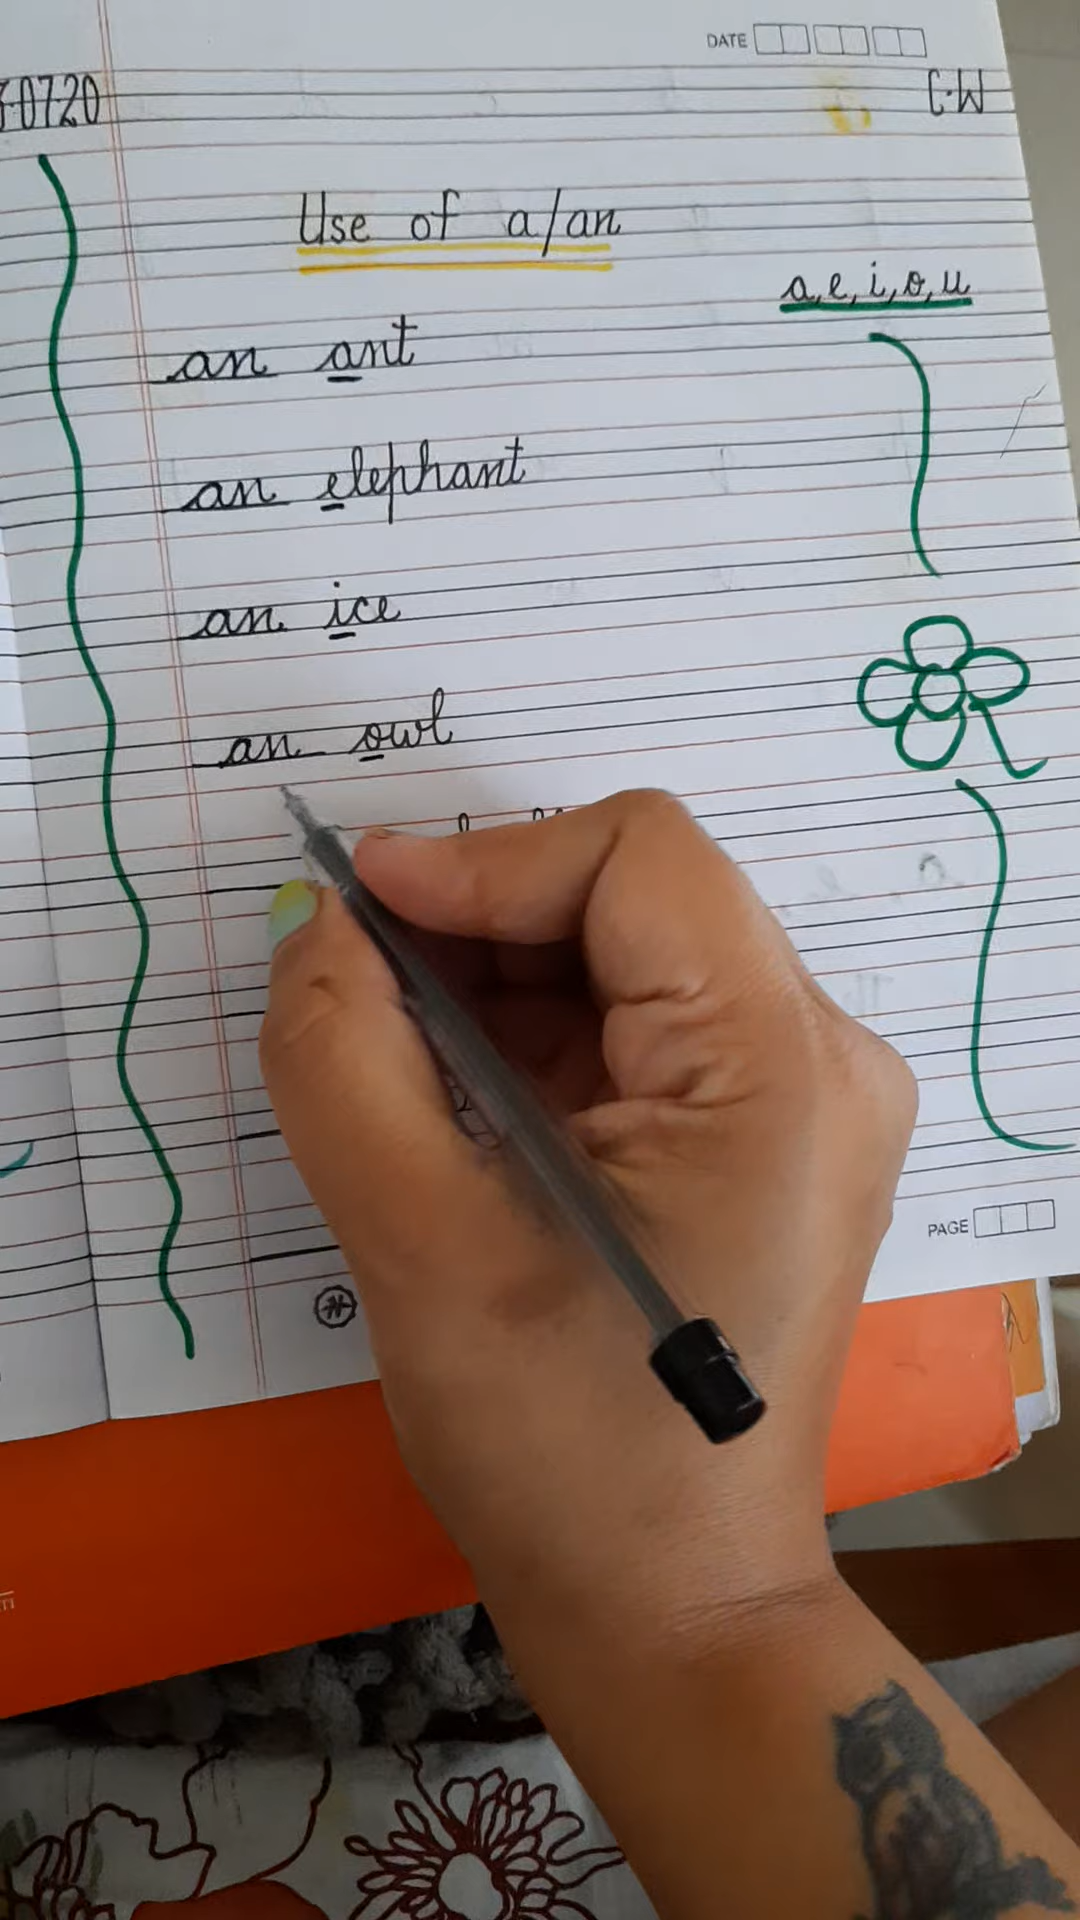 DATE
0720
C.W
Use of a/an
a, e, i, o, u
an ant
an elephant
an ice
an owl
PAGE